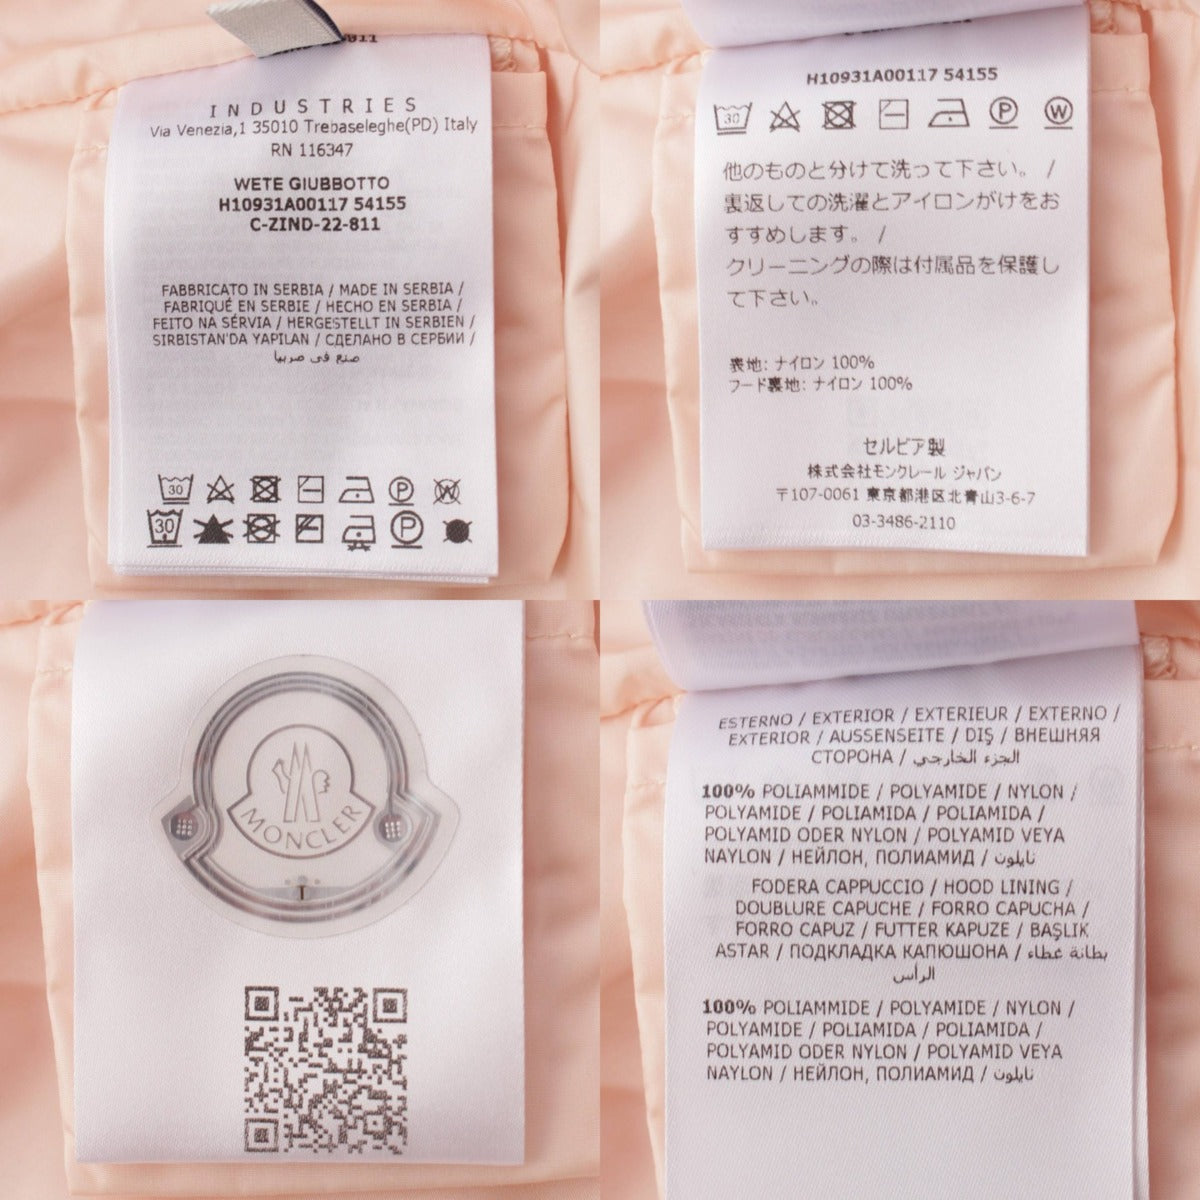 INDUSTRIES
Via Venezia,1 35010 Trebaseleghe(PD) Italy
RN 116347
WETE GIUBBOTTO
H10931A00117 54155
C-ZIND-22-811
FABBRICATO IN SERBIA / MADE IN SERBIA /
FABRIQUÉ EN SERBIE / HECHO EN SERBIA /
FEITO NA SÉRVIA / HERGESTELLT IN SERBIEN /
SIRBISTAN'DA YAPILAN / СДЕЛАНО В СЕРБИИ /
صنع في صربيا
30 P W
30 P
H10931A00117 54155
30 P W
他のものと分けて洗って下さい。 /
裏返しての洗濯とアイロンがけをお
すすめします。 /
クリーニングの際は付属品を保護し
て下さい。
表地: ナイロン 100%
フード裏地: ナイロン 100%
セルビア製
株式会社モンクレール ジャパン
〒107-0061 東京都港区北青山3-6-7
03-3486-2110
MONCLER
ESTERNO / EXTERIOR / EXTERIEUR / EXTERNO /
EXTERIOR / AUSSENSEITE / DIŞ / ВНЕШНЯЯ
СТОРОНА / الجزء الخارجي
100% POLIAMMIDE / POLYAMIDE / NYLON /
POLYAMIDE / POLIAMIDA / POLIAMIDA /
POLYAMID ODER NYLON / POLYAMID VEYA
NAYLON / НЕЙЛОН, ПОЛИАМИД / نايلون
FODERA CAPPUCCIO / HOOD LINING /
DOUBLURE CAPUCHE / FORRO CAPUCHA /
FORRO CAPUZ / FUTTER KAPUZE / BAŞLIK
ASTAR / ПОДКЛАДКА КАПЮШОНА / بطانة غطاء
الرأس
100% POLIAMMIDE / POLYAMIDE / NYLON /
POLYAMIDE / POLIAMIDA / POLIAMIDA /
POLYAMID ODER NYLON / POLYAMID VEYA
NAYLON / НЕЙЛОН, ПОЛИАМИД / نايلون